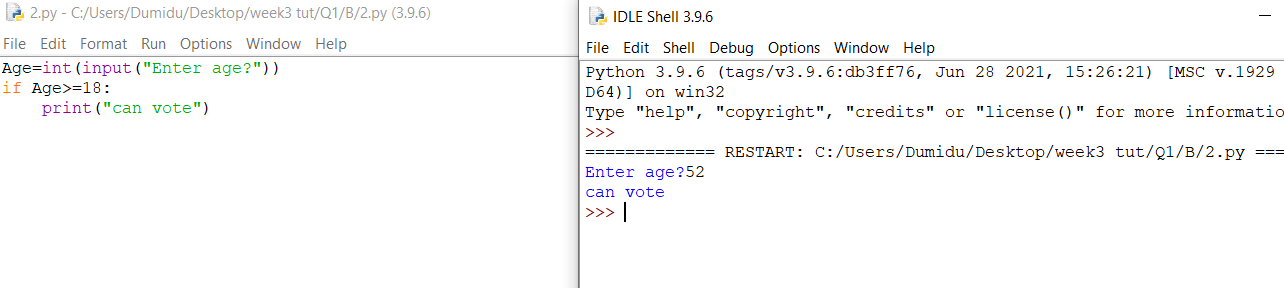 2.py - C:/Users/Dumidu/Desktop/week3 tut/Q1/B/2.py (3.9.6)
File Edit Format Run Options Window Help
Age=int(input("Enter age?"))
if Age>=18:
    print("can vote")
IDLE Shell 3.9.6
File Edit Shell Debug Options Window Help
Python 3.9.6 (tags/v3.9.6:db3ff76, Jun 28 2021, 15:26:21) [MSC v.1929
D64)] on win32
Type "help", "copyright", "credits" or "license()" for more informatio
>>>
============= RESTART: C:/Users/Dumidu/Desktop/week3 tut/Q1/B/2.py ===
Enter age?52
can vote
>>>